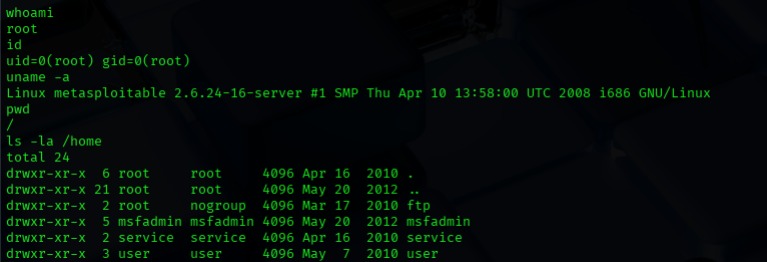 whoami
root
id
uid=0(root) gid=0(root)
uname -a
Linux metasploitable 2.6.24-16-server #1 SMP Thu Apr 10 13:58:00 UTC 2008 i686 GNU/Linux
pwd
/
ls -la /home
total 24
drwxr-xr-x  6 root     root     4096 Apr 16  2010 .
drwxr-xr-x 21 root     root     4096 May 20  2012 ..
drwxr-xr-x  2 root     nogroup  4096 Mar 17  2010 ftp
drwxr-xr-x  5 msfadmin msfadmin 4096 May 20  2012 msfadmin
drwxr-xr-x  2 service  service  4096 Apr 16  2010 service
drwxr-xr-x  3 user     user     4096 May  7  2010 user